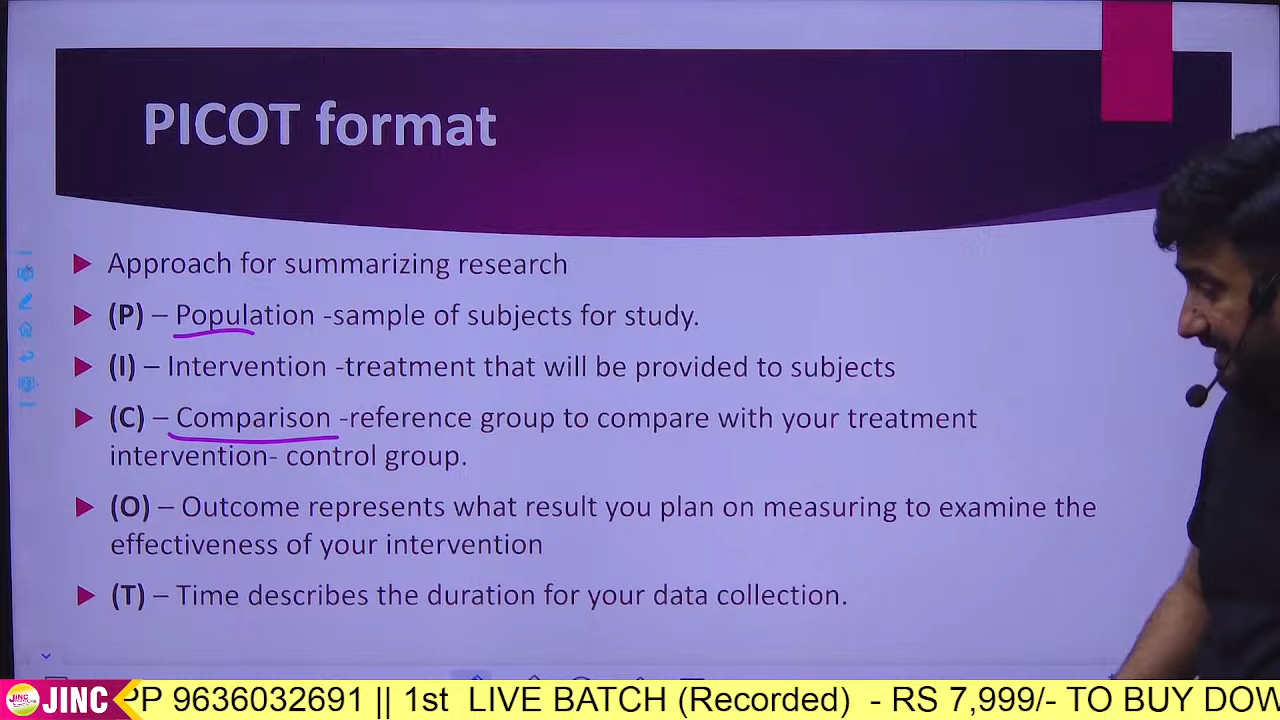 PICOT format
Approach for summarizing research
(P) – Population -sample of subjects for study.
(I) – Intervention -treatment that will be provided to subjects
(C) – Comparison -reference group to compare with your treatment
intervention- control group.
(O) – Outcome represents what result you plan on measuring to examine the
effectiveness of your intervention
(T) – Time describes the duration for your data collection.
JINC PP 9636032691 || 1st LIVE BATCH (Recorded) - RS 7,999/- TO BUY DOW